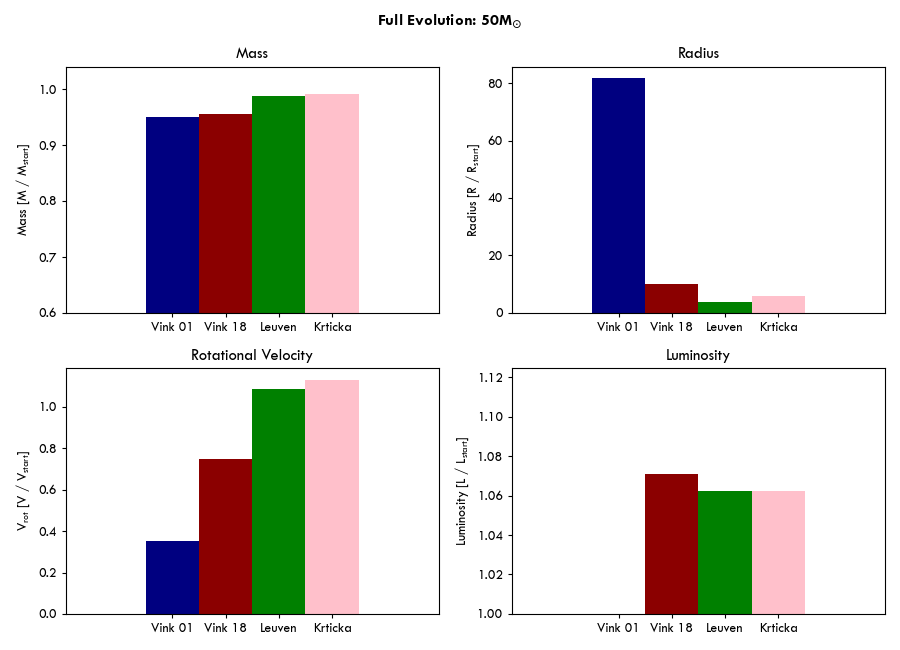 Full Evolution: 50M⊙
Mass
Mass [M / Mstart]
1.0
0.9
0.8
0.7
0.6
Vink 01 Vink 18 Leuven Krticka
Radius
Radius [R / Rstart]
80
60
40
20
0
Vink 01 Vink 18 Leuven Krticka
Rotational Velocity
Vrot [V / Vstart]
1.0
0.8
0.6
0.4
0.2
0.0
Vink 01 Vink 18 Leuven Krticka
Luminosity
Luminosity [L / Lstart]
1.12
1.10
1.08
1.06
1.04
1.02
1.00
Vink 01 Vink 18 Leuven Krticka